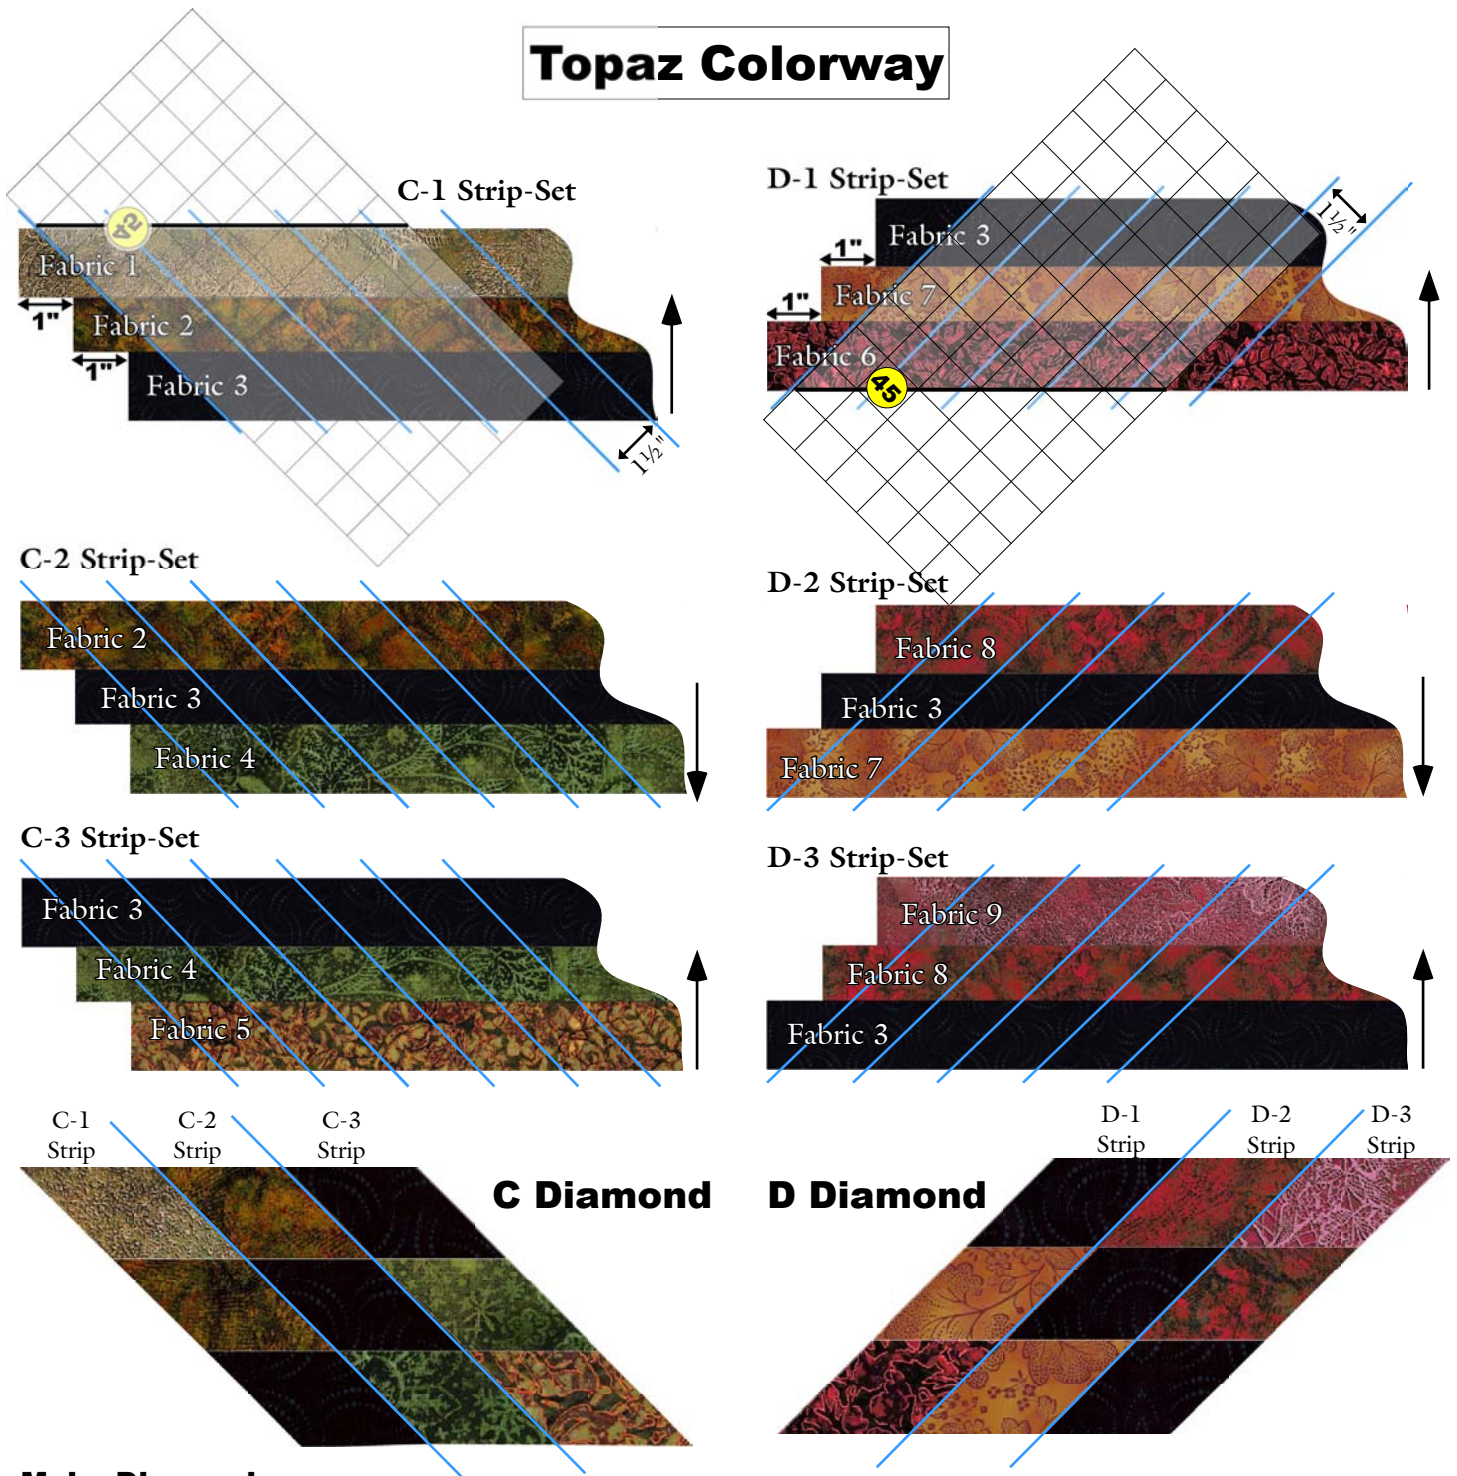 Topaz Colorway
C-1 Strip-Set
45
Fabric 1
1"
Fabric 2
1"
Fabric 3
1½"
D-1 Strip-Set
1½"
Fabric 3
1"
Fabric 7
1"
Fabric 6
45
C-2 Strip-Set
Fabric 2
Fabric 3
Fabric 4
D-2 Strip-Set
Fabric 8
Fabric 3
Fabric 7
C-3 Strip-Set
Fabric 3
Fabric 4
Fabric 5
D-3 Strip-Set
Fabric 9
Fabric 8
Fabric 3
C-1
Strip
C-2
Strip
C-3
Strip
C Diamond
D-1
Strip
D-2
Strip
D-3
Strip
D Diamond